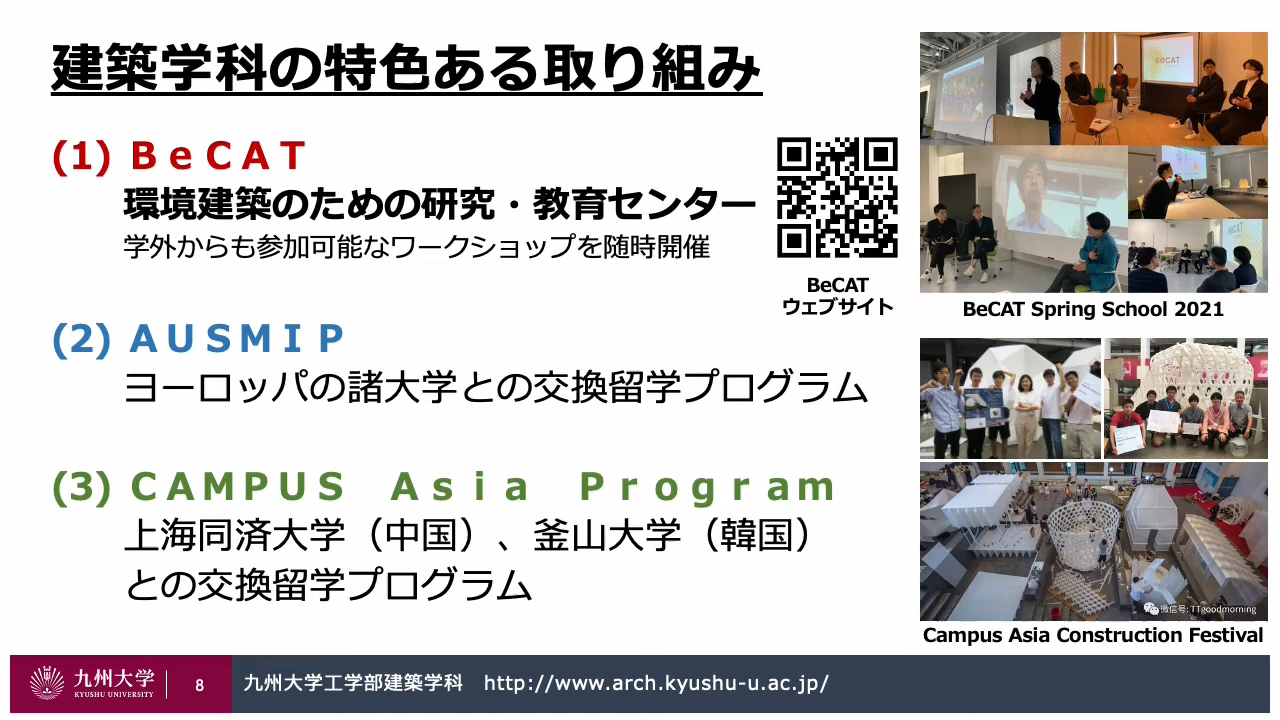 建築学科の特色ある取り組み
(1) ＢｅＣＡＴ
環境建築のための研究・教育センター
学外からも参加可能なワークショップを随時開催
BeCAT
ウェブサイト
(2) ＡＵＳＭＩＰ
ヨーロッパの諸大学との交換留学プログラム
(3) ＣＡＭＰＵＳ　Ａｓｉａ　Ｐｒｏｇｒａｍ
上海同済大学（中国）、釜山大学（韓国）
との交換留学プログラム
BeCAT
BeCAT
BeCAT Spring School 2021
微信号: TTgoodmorning
Campus Asia Construction Festival
九州大学
KYUSHU UNIVERSITY
8
九州大学工学部建築学科　http://www.arch.kyushu-u.ac.jp/